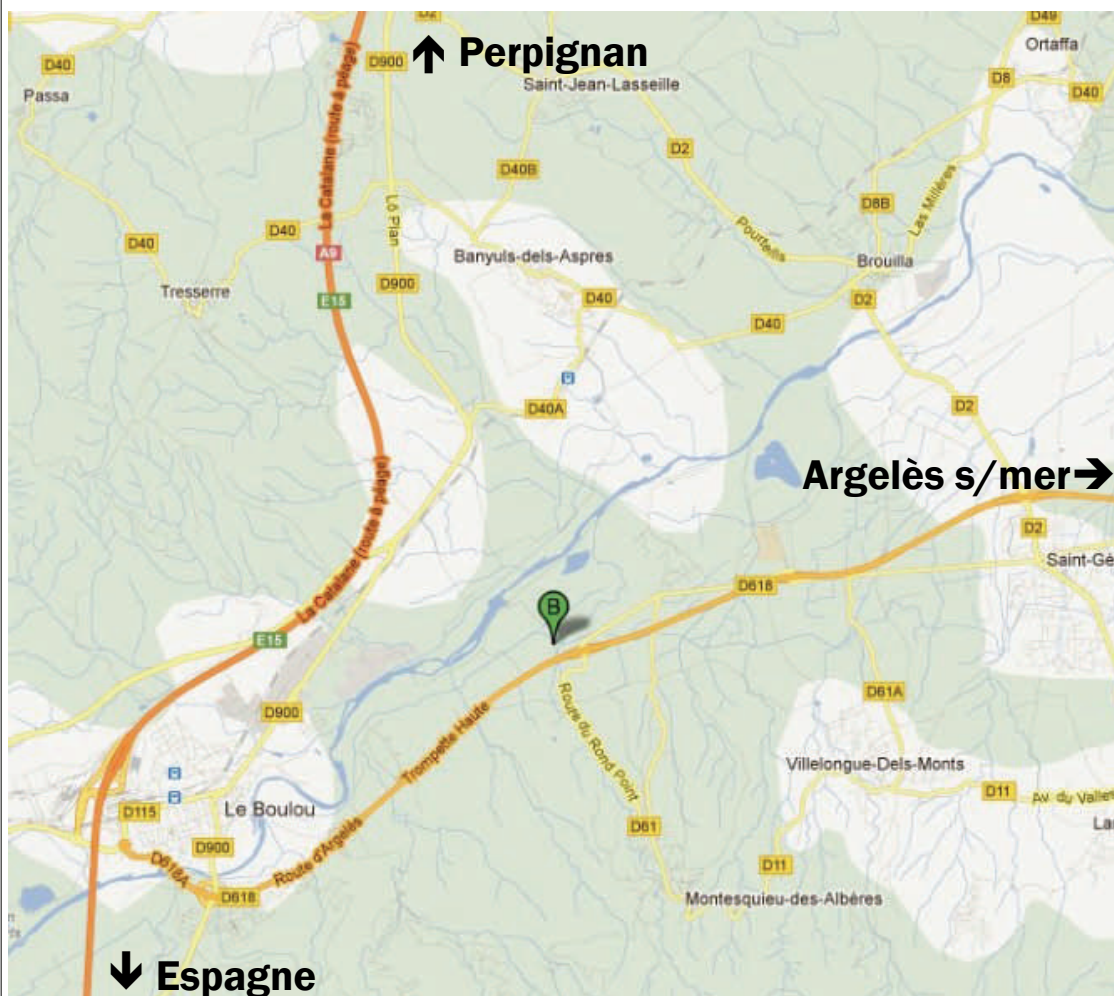 D2
D49
Ortaffa
D40
D900
↑ Perpignan
Saint-Jean-Lasseille
D8
D40
Passa
La Catalane (route à péage)
D2
D40B
D8B
Las Millères
Lô Plan
D40
D40
A9
Pourtells
Banyuls-dels-Aspres
Brouilla
Tresserre
D900
E15
D40
D2
D40
D40A
D2
Argelès s/mer→
La Catalane (route à péage)
D2
Saint-Gé
D618
B
E15
D61A
D900
Route du Rond Point
Trompette Haute
Villelongue-Dels-Monts
D11
Av. du Valles
Le Boulou
D115
La
D61
D900
Route d'Argelès
D618A
D11
D618
Montesquieu-des-Albères
↓ Espagne